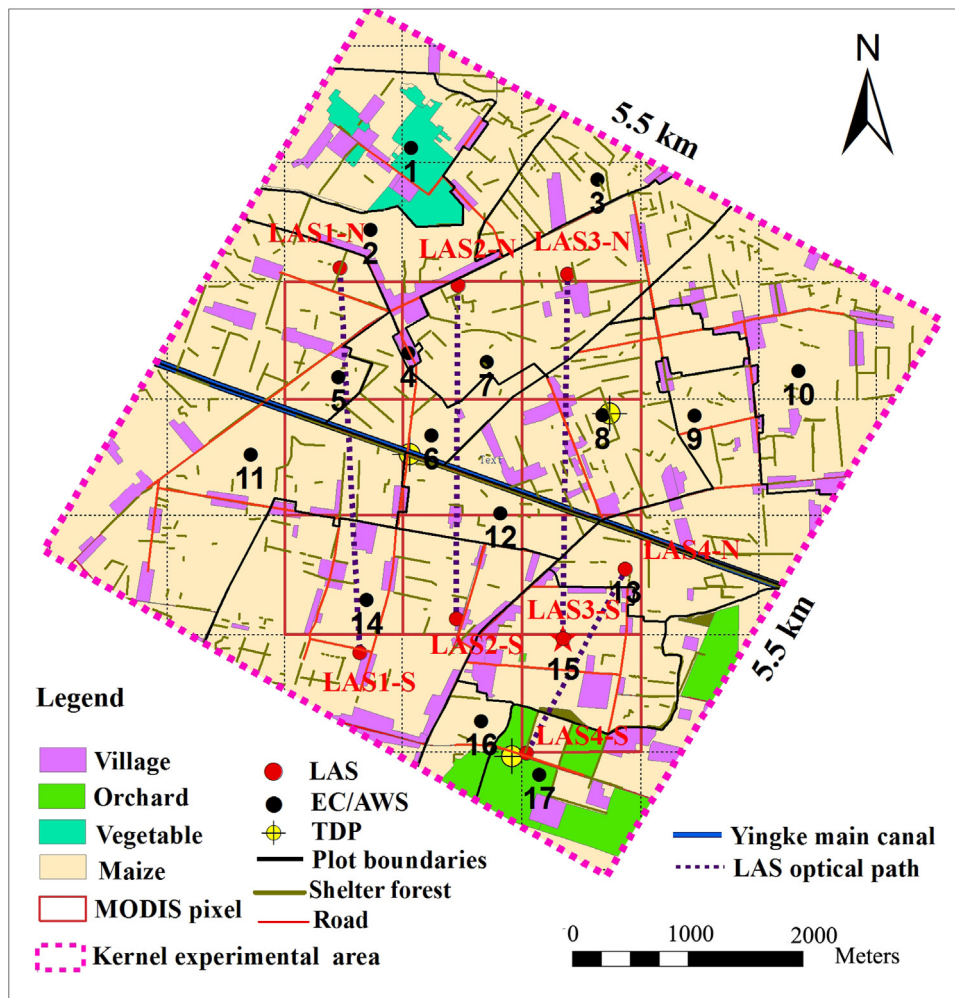 N
5.5 km
1
3
2
LAS1-N
LAS2-N
LAS3-N
4
7
5
10
8
9
6
Text
11
12
LAS4-N
13
14
LAS3-S
LAS2-S
15
LAS1-S
5.5 km
16
LAS4-S
17
Legend
Village
Orchard
Vegetable
Maize
MODIS pixel
Kernel experimental area
LAS
EC/AWS
TDP
Plot boundaries
Shelter forest
Road
Yingke main canal
LAS optical path
0 1000 2000
Meters